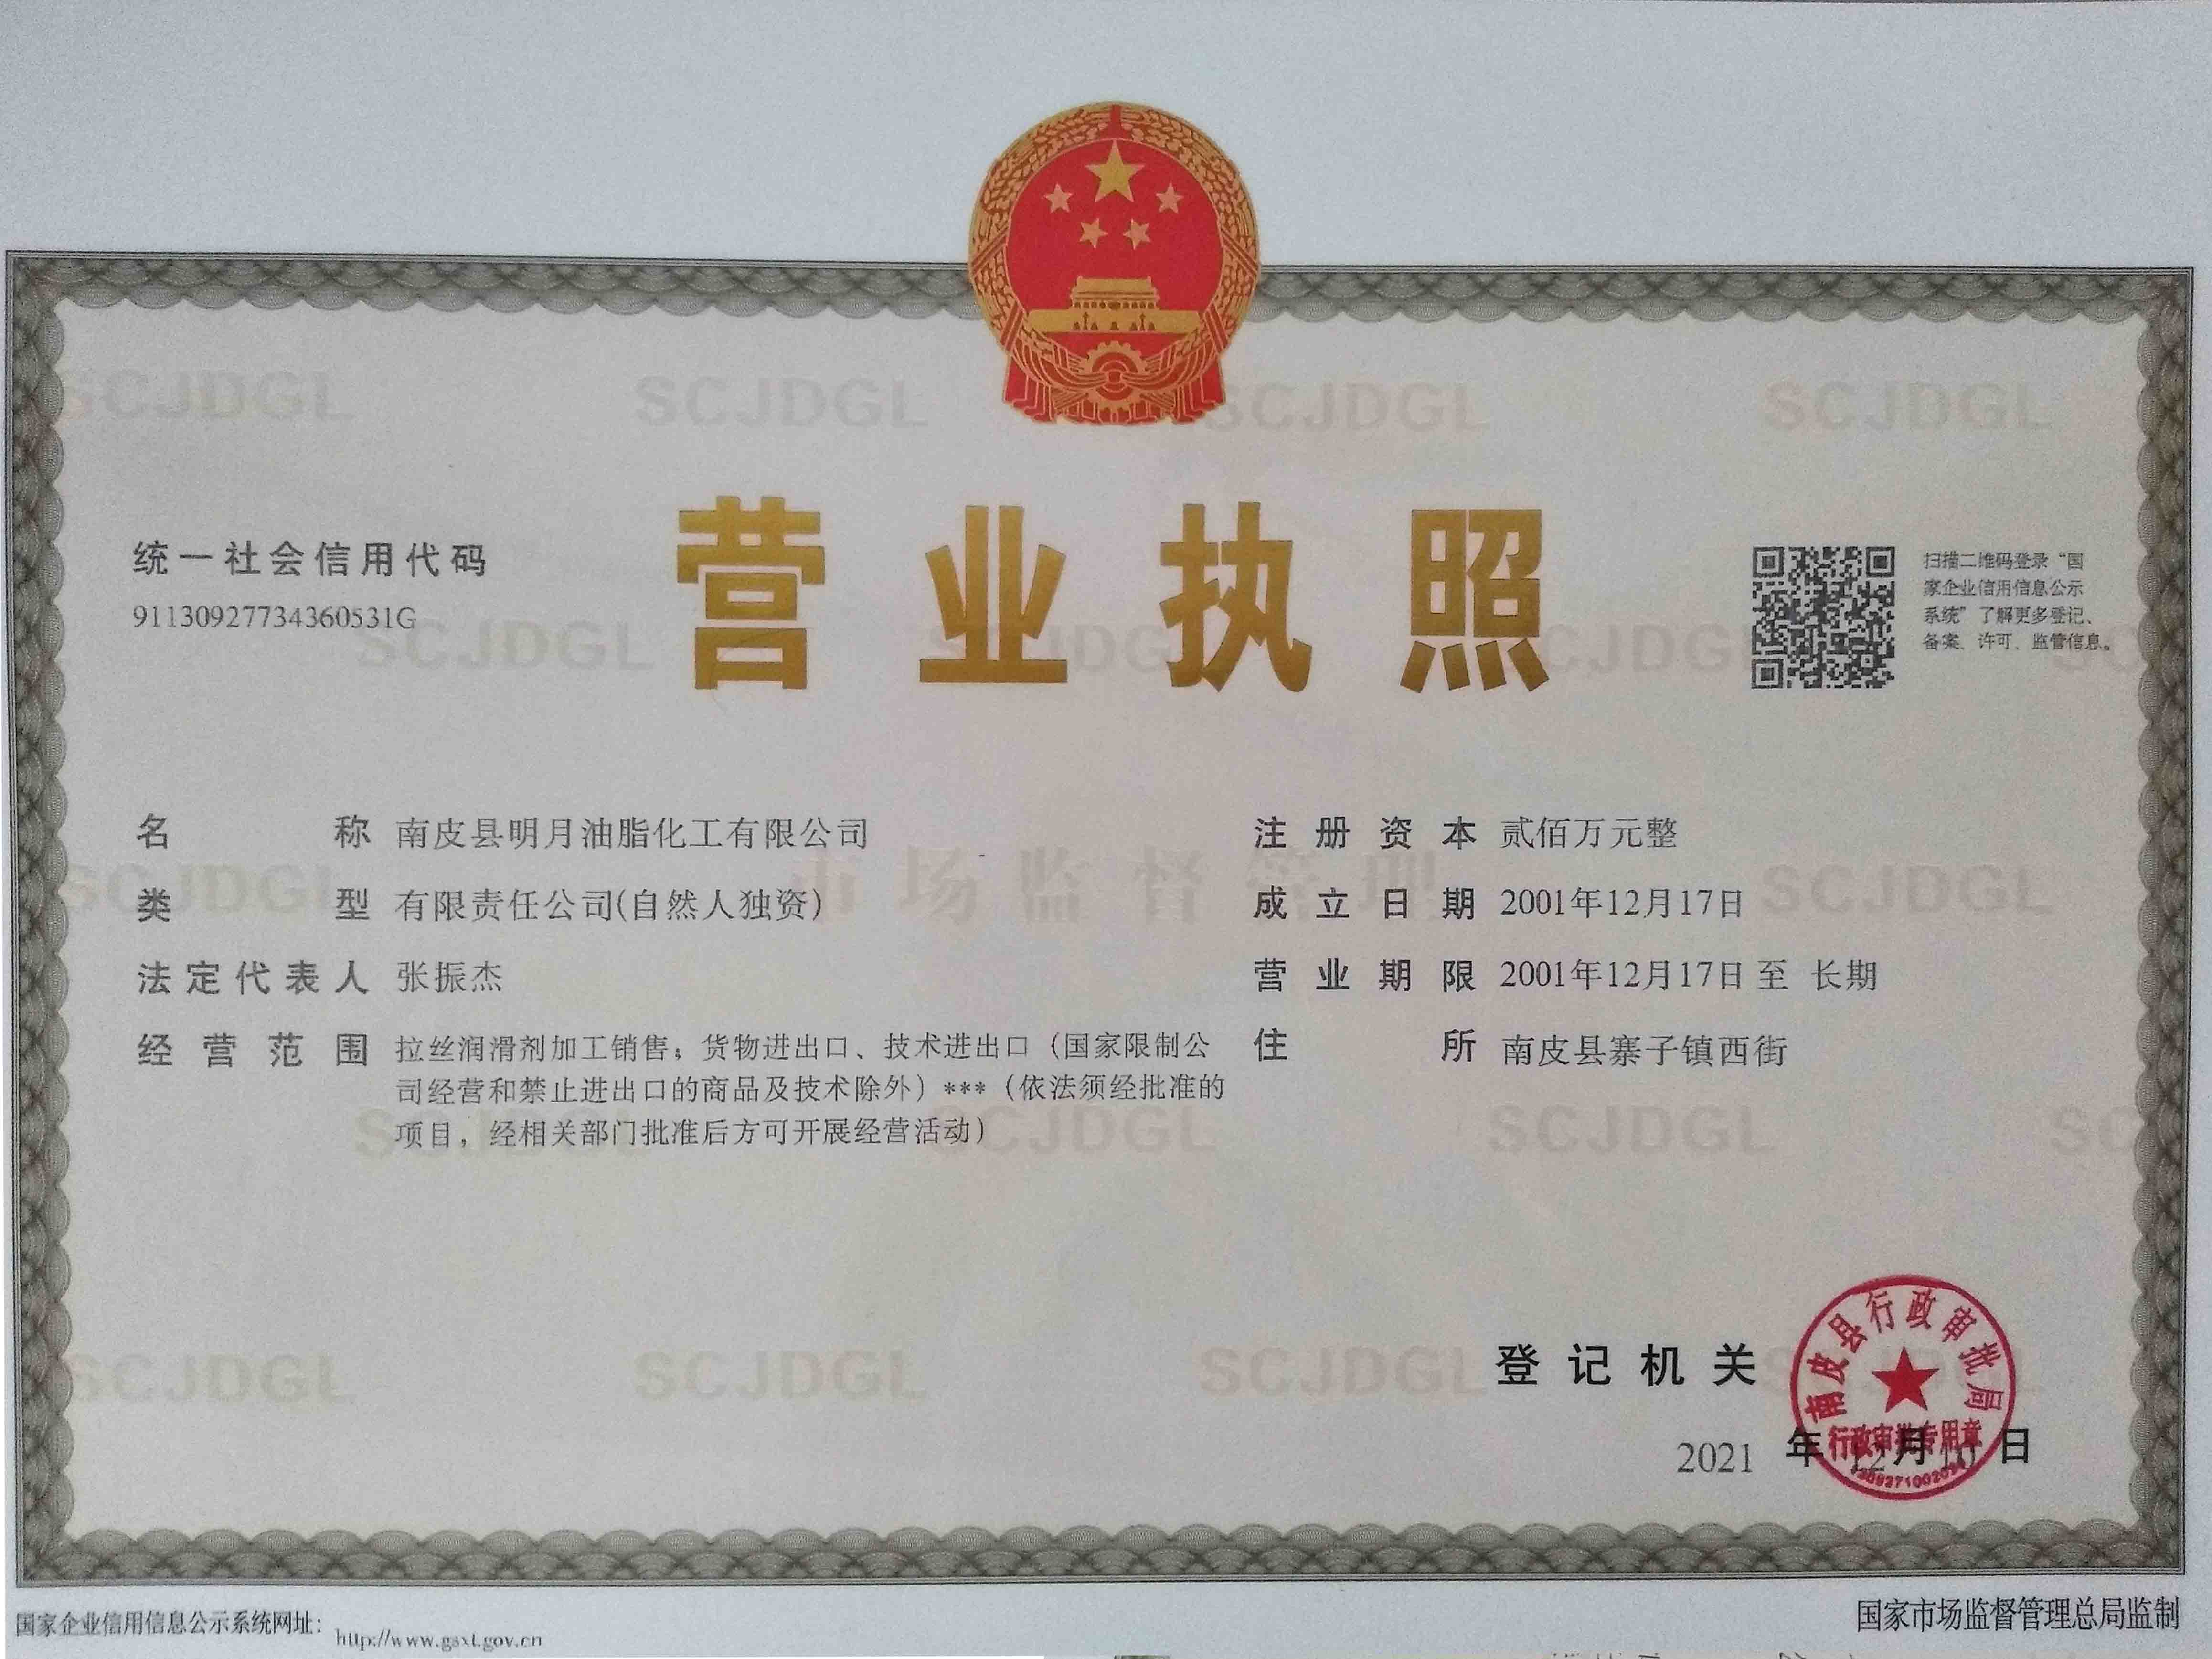 营业执照
统一社会信用代码
91130927734360531G
扫描二维码登录“国
家企业信用信息公示
系统”了解更多登记、
备案、许可、监管信息。
名称 南皮县明月油脂化工有限公司
类型 有限责任公司(自然人独资)
法定代表人 张振杰
经营范围 拉丝润滑剂加工销售；货物进出口、技术进出口（国家限制公
司经营和禁止进出口的商品及技术除外）***（依法须经批准的
项目，经相关部门批准后方可开展经营活动）
注册资本 贰佰万元整
成立日期 2001年12月17日
营业期限 2001年12月17日 至 长期
住所 南皮县寨子镇西街
登记机关
南皮县行政审批局
行政审批专用章
2021 年 12 月 10 日
国家企业信用信息公示系统网址：http://www.gsxt.gov.cn
国家市场监督管理总局监制
SCJDGL
市场监督管理